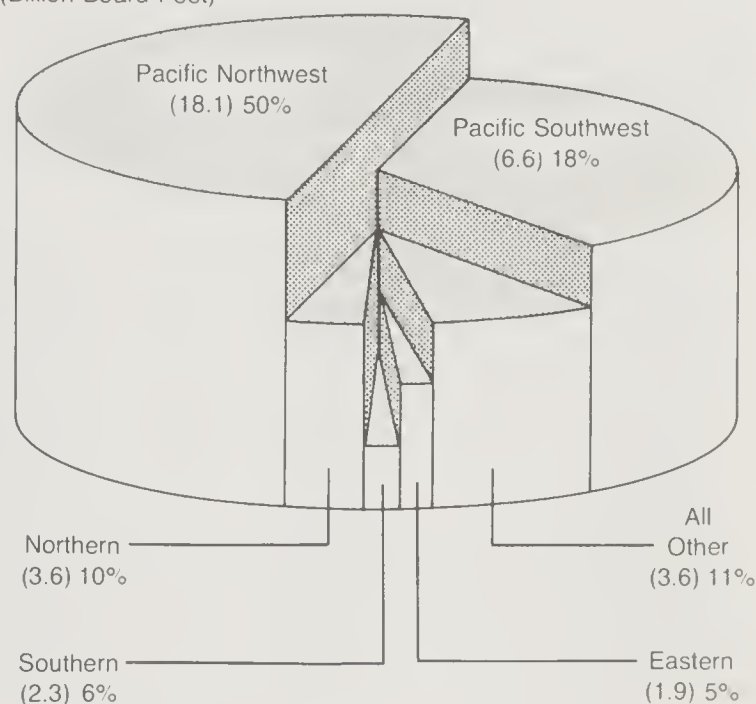 (Billion Board Feet)
Pacific Northwest
(18.1) 50%
Pacific Southwest
(6.6) 18%
Northern
(3.6) 10%
All
Other
(3.6) 11%
Southern
(2.3) 6%
Eastern
(1.9) 5%